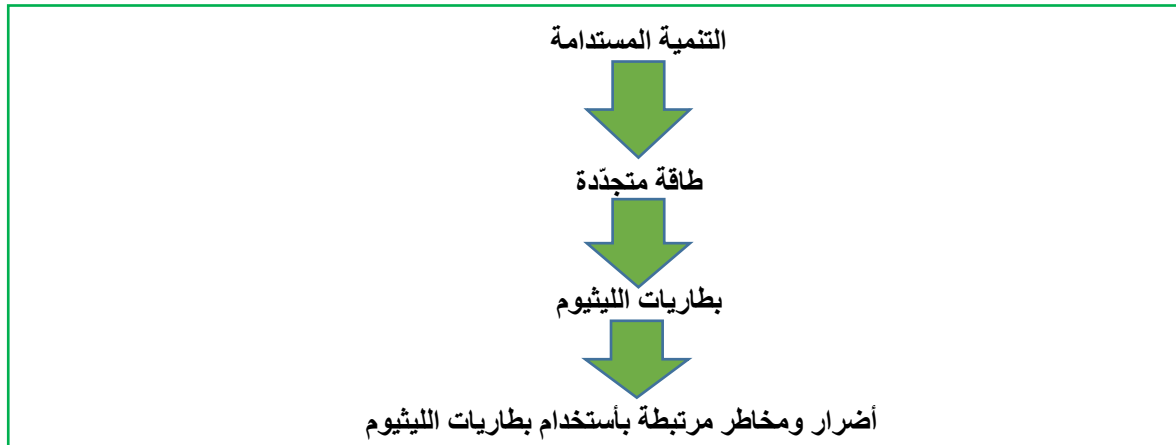 التنمية المستدامة
طاقة متجدّدة
بطاريات الليثيوم
أضرار ومخاطر مرتبطة بأستخدام بطاريات الليثيوم